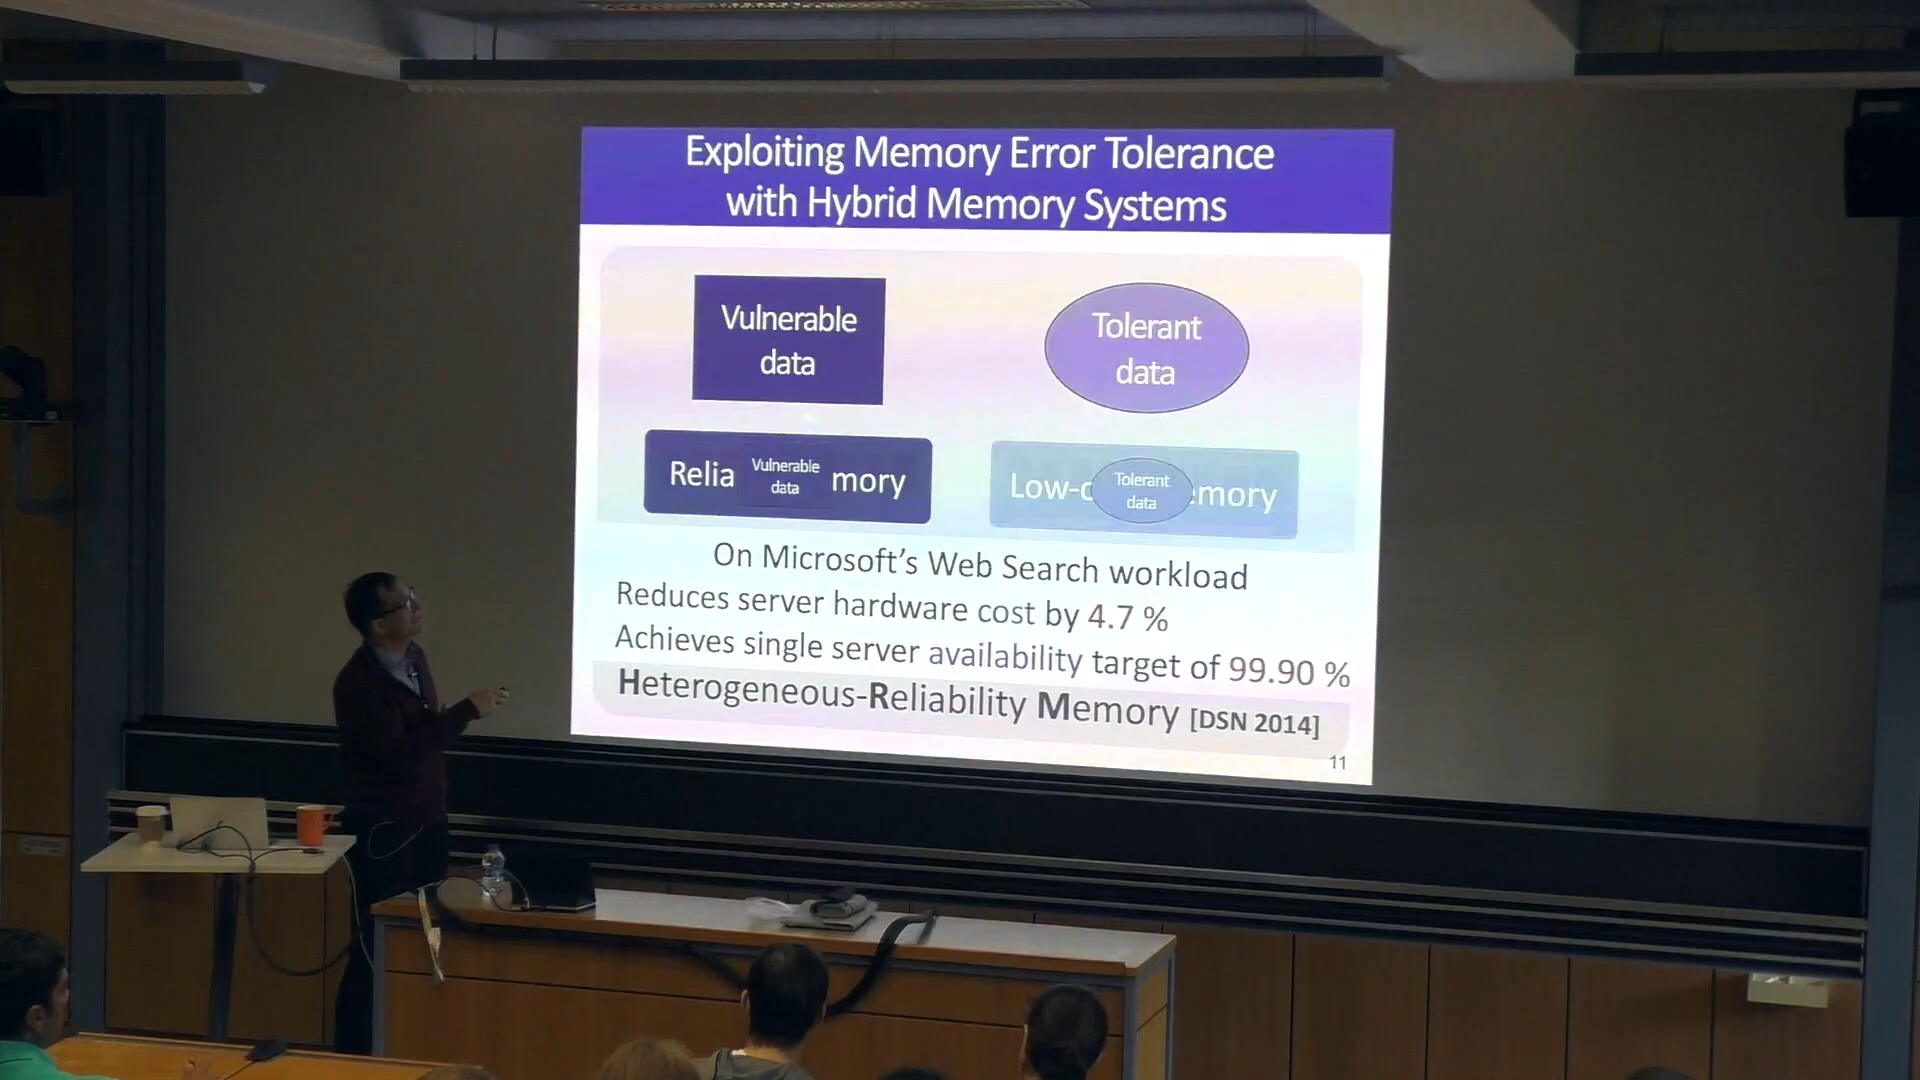 Exploiting Memory Error Tolerance
with Hybrid Memory Systems
Vulnerable
data
Tolerant
data
Relia
Vulnerable
data
mory
Low-c
Tolerant
data
emory
On Microsoft's Web Search workload
Reduces server hardware cost by 4.7 %
Achieves single server availability target of 99.90 %
Heterogeneous-Reliability Memory [DSN 2014]
11